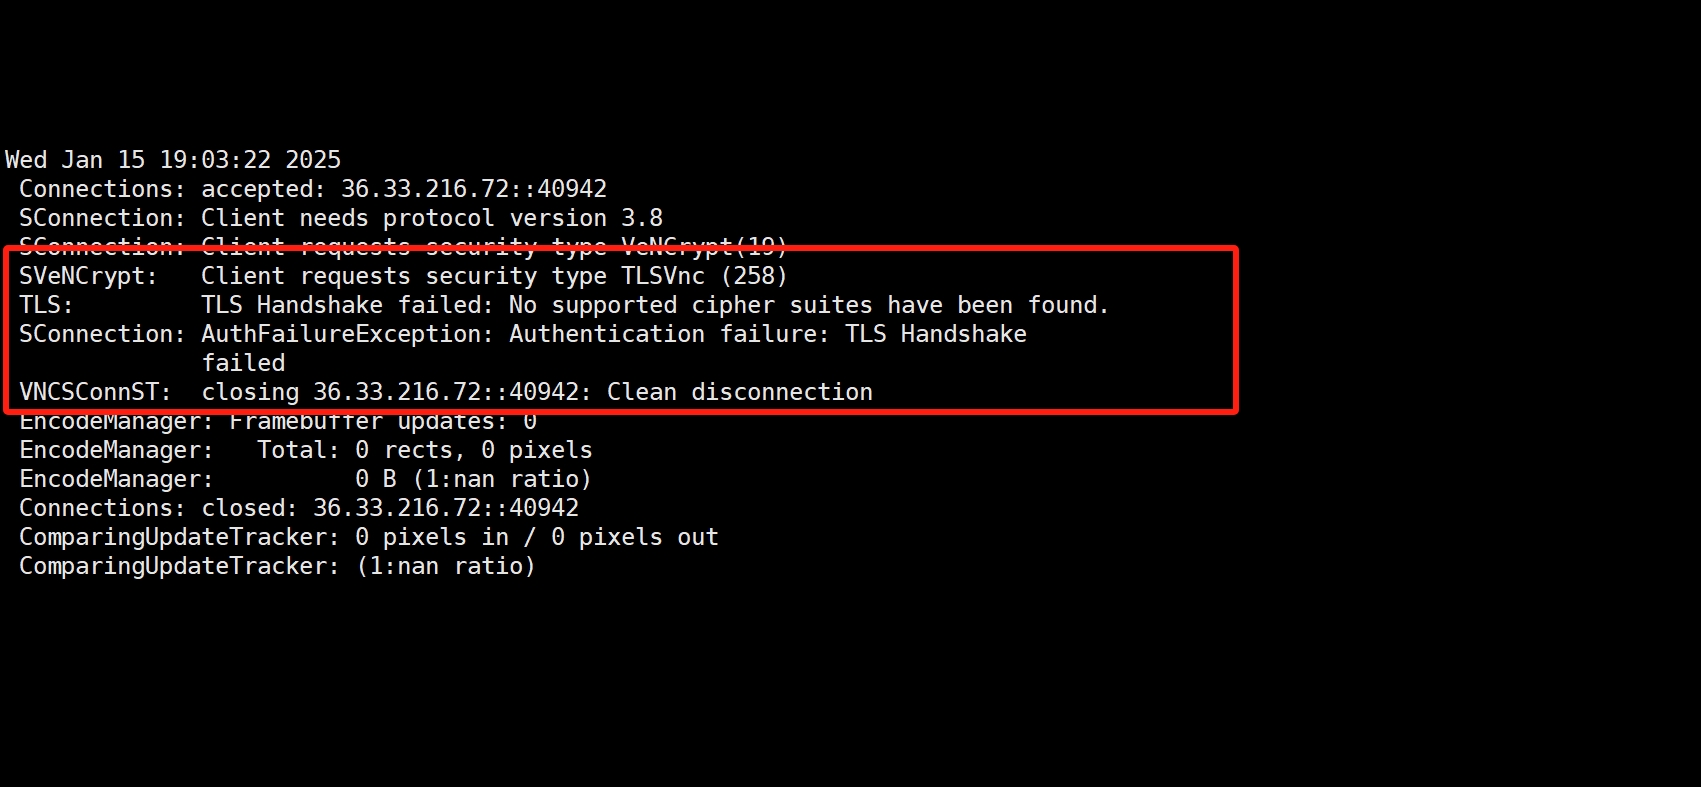 Wed Jan 15 19:03:22 2025
Connections: accepted: 36.33.216.72::40942
SConnection: Client needs protocol version 3.8
SConnection: Client requests security type VeNCrypt(19)
SVeNCrypt:   Client requests security type TLSVnc (258)
TLS:         TLS Handshake failed: No supported cipher suites have been found.
SConnection: AuthFailureException: Authentication failure: TLS Handshake
failed
VNCSConnST:  closing 36.33.216.72::40942: Clean disconnection
EncodeManager: Framebuffer updates: 0
EncodeManager:   Total: 0 rects, 0 pixels
EncodeManager:          0 B (1:nan ratio)
Connections: closed: 36.33.216.72::40942
ComparingUpdateTracker: 0 pixels in / 0 pixels out
ComparingUpdateTracker: (1:nan ratio)